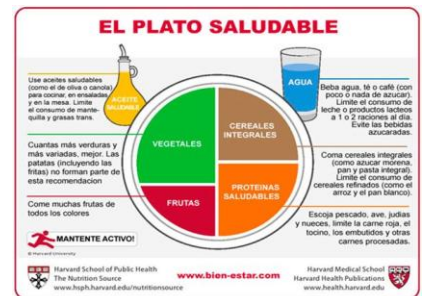 EL PLATO SALUDABLE
Use aceites saludables
(como el de oliva o canola)
para cocinar, en ensaladas,
y en la mesa. Limite
el consumo de mante-
quilla y grasas trans.
ACEITE
SALUDABLE
AGUA
Beba agua, té o café (con
poco o nada de azucar).
Limite el consumo de
leche o productos lacteos
a 1 o 2 raciones al día.
Evite las bebidas
azucaradas.
VEGETALES
CEREALES
INTEGRALES
Cuantas más verduras y
más variadas, mejor. Las
patatas (incluyendo las
fritas) no forman parte de
esta recomendacion
Coma cereales integrales
(como azucar morena,
pan y pasta integral).
Limite el consumo de
cereales refinados (como el
arroz y el pan blanco).
FRUTAS
PROTEINAS
SALUDABLES
Come muchas frutas de
todos los colores
Escoja pescado, ave, judias
y nueces, limite la carne roja, el
tocino, los embutidos y otras
carnes procesadas.
MANTENTE ACTIVO!
© Harvard University
Harvard School of Public Health
The Nutrition Source
www.hsph.harvard.edu/nutritionsource
www.bien-estar.com
Harvard Medical School
Harvard Health Publications
www.health.harvard.edu